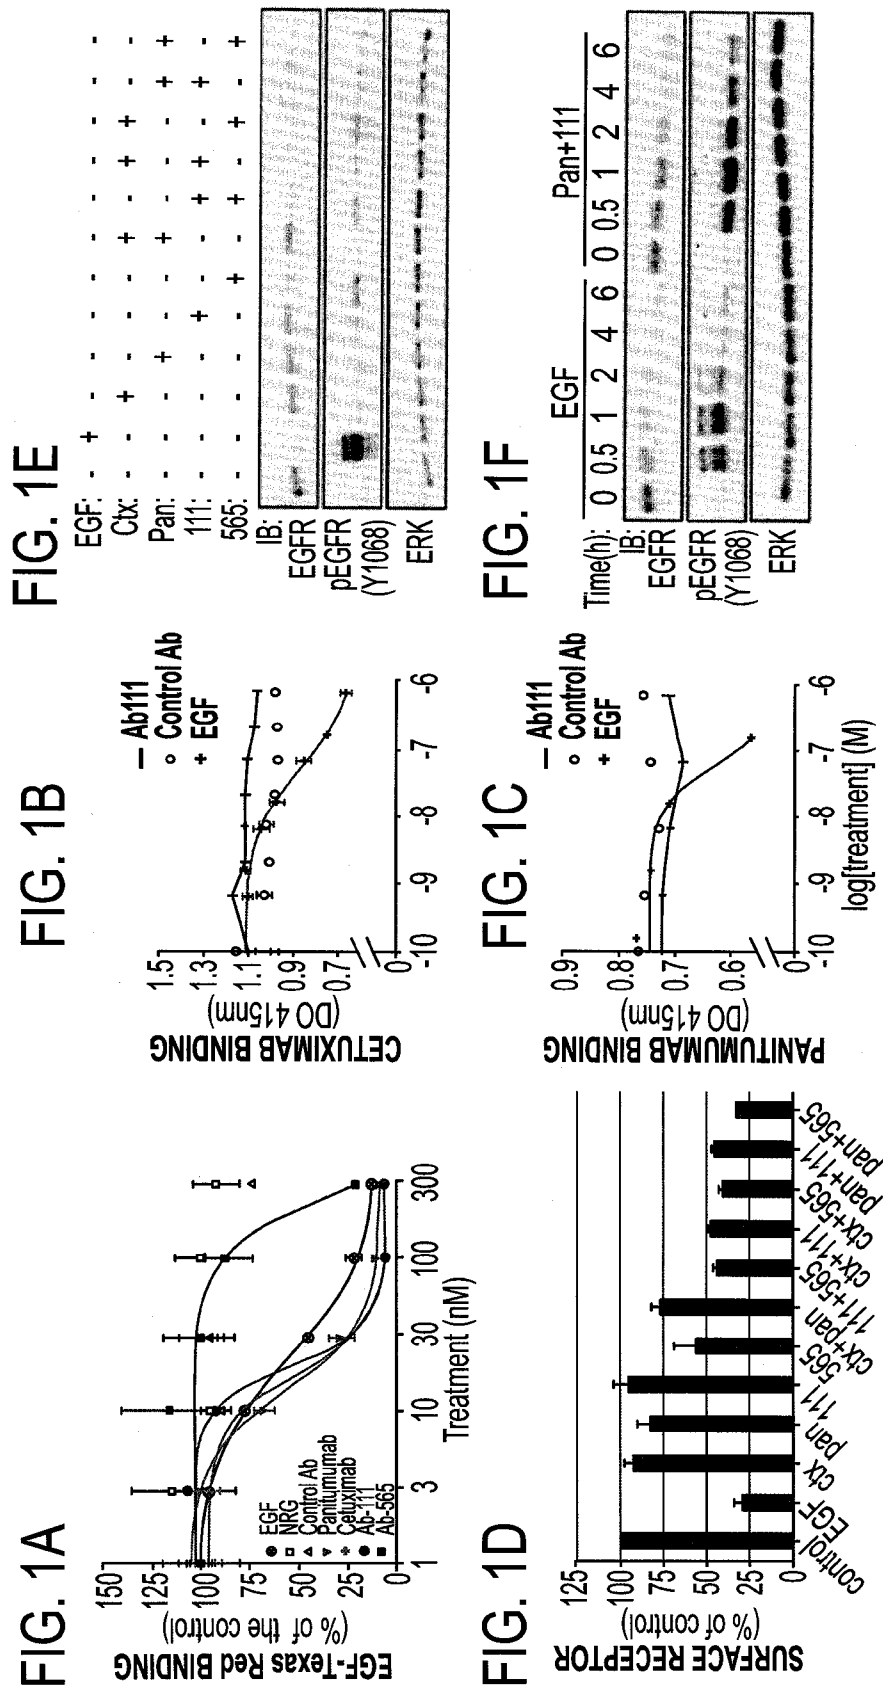 FIG. 1A
EGF-Texas Red BINDING
(% of the control)
150
125
100
75
50
25
0
EGF
NRG
Control Ab
Panitumumab
Cetuximab
Ab-111
Ab-565
1
3
10
30
100
300
Treatment (nM)
FIG. 1B
CETUXIMAB BINDING
(DO 415nm)
1.5
1.3
1.1
0.9
0.7
0
-10
-9
-8
-7
-6
Ab111
Control Ab
EGF
FIG. 1C
PANITUMUMAB BINDING
(DO 415nm)
0.9
0.8
0.7
0.6
0
-10
-9
-8
-7
-6
log[treatment] (M)
Ab111
Control Ab
EGF
FIG. 1D
SURFACE RECEPTOR
(% of control)
125
100
75
50
25
0
control
EGF
ctx
pan
111
565
ctx+pan
111+565
ctx+111
ctx+565
pan+111
pan+565
FIG. 1E
EGF: - + - - - - - - - - - -
Ctx: - - + - - - + - + + - -
Pan: - - - + - - + - - - + +
111: - - - - + - - + + - + -
565: - - - - - + - + - + - +
IB:
EGFR
pEGFR
(Y1068)
ERK
FIG. 1F
EGF Pan+111
Time(h): 0 0.5 1 2 4 6 0 0.5 1 2 4 6
IB:
EGFR
pEGFR
(Y1068)
ERK